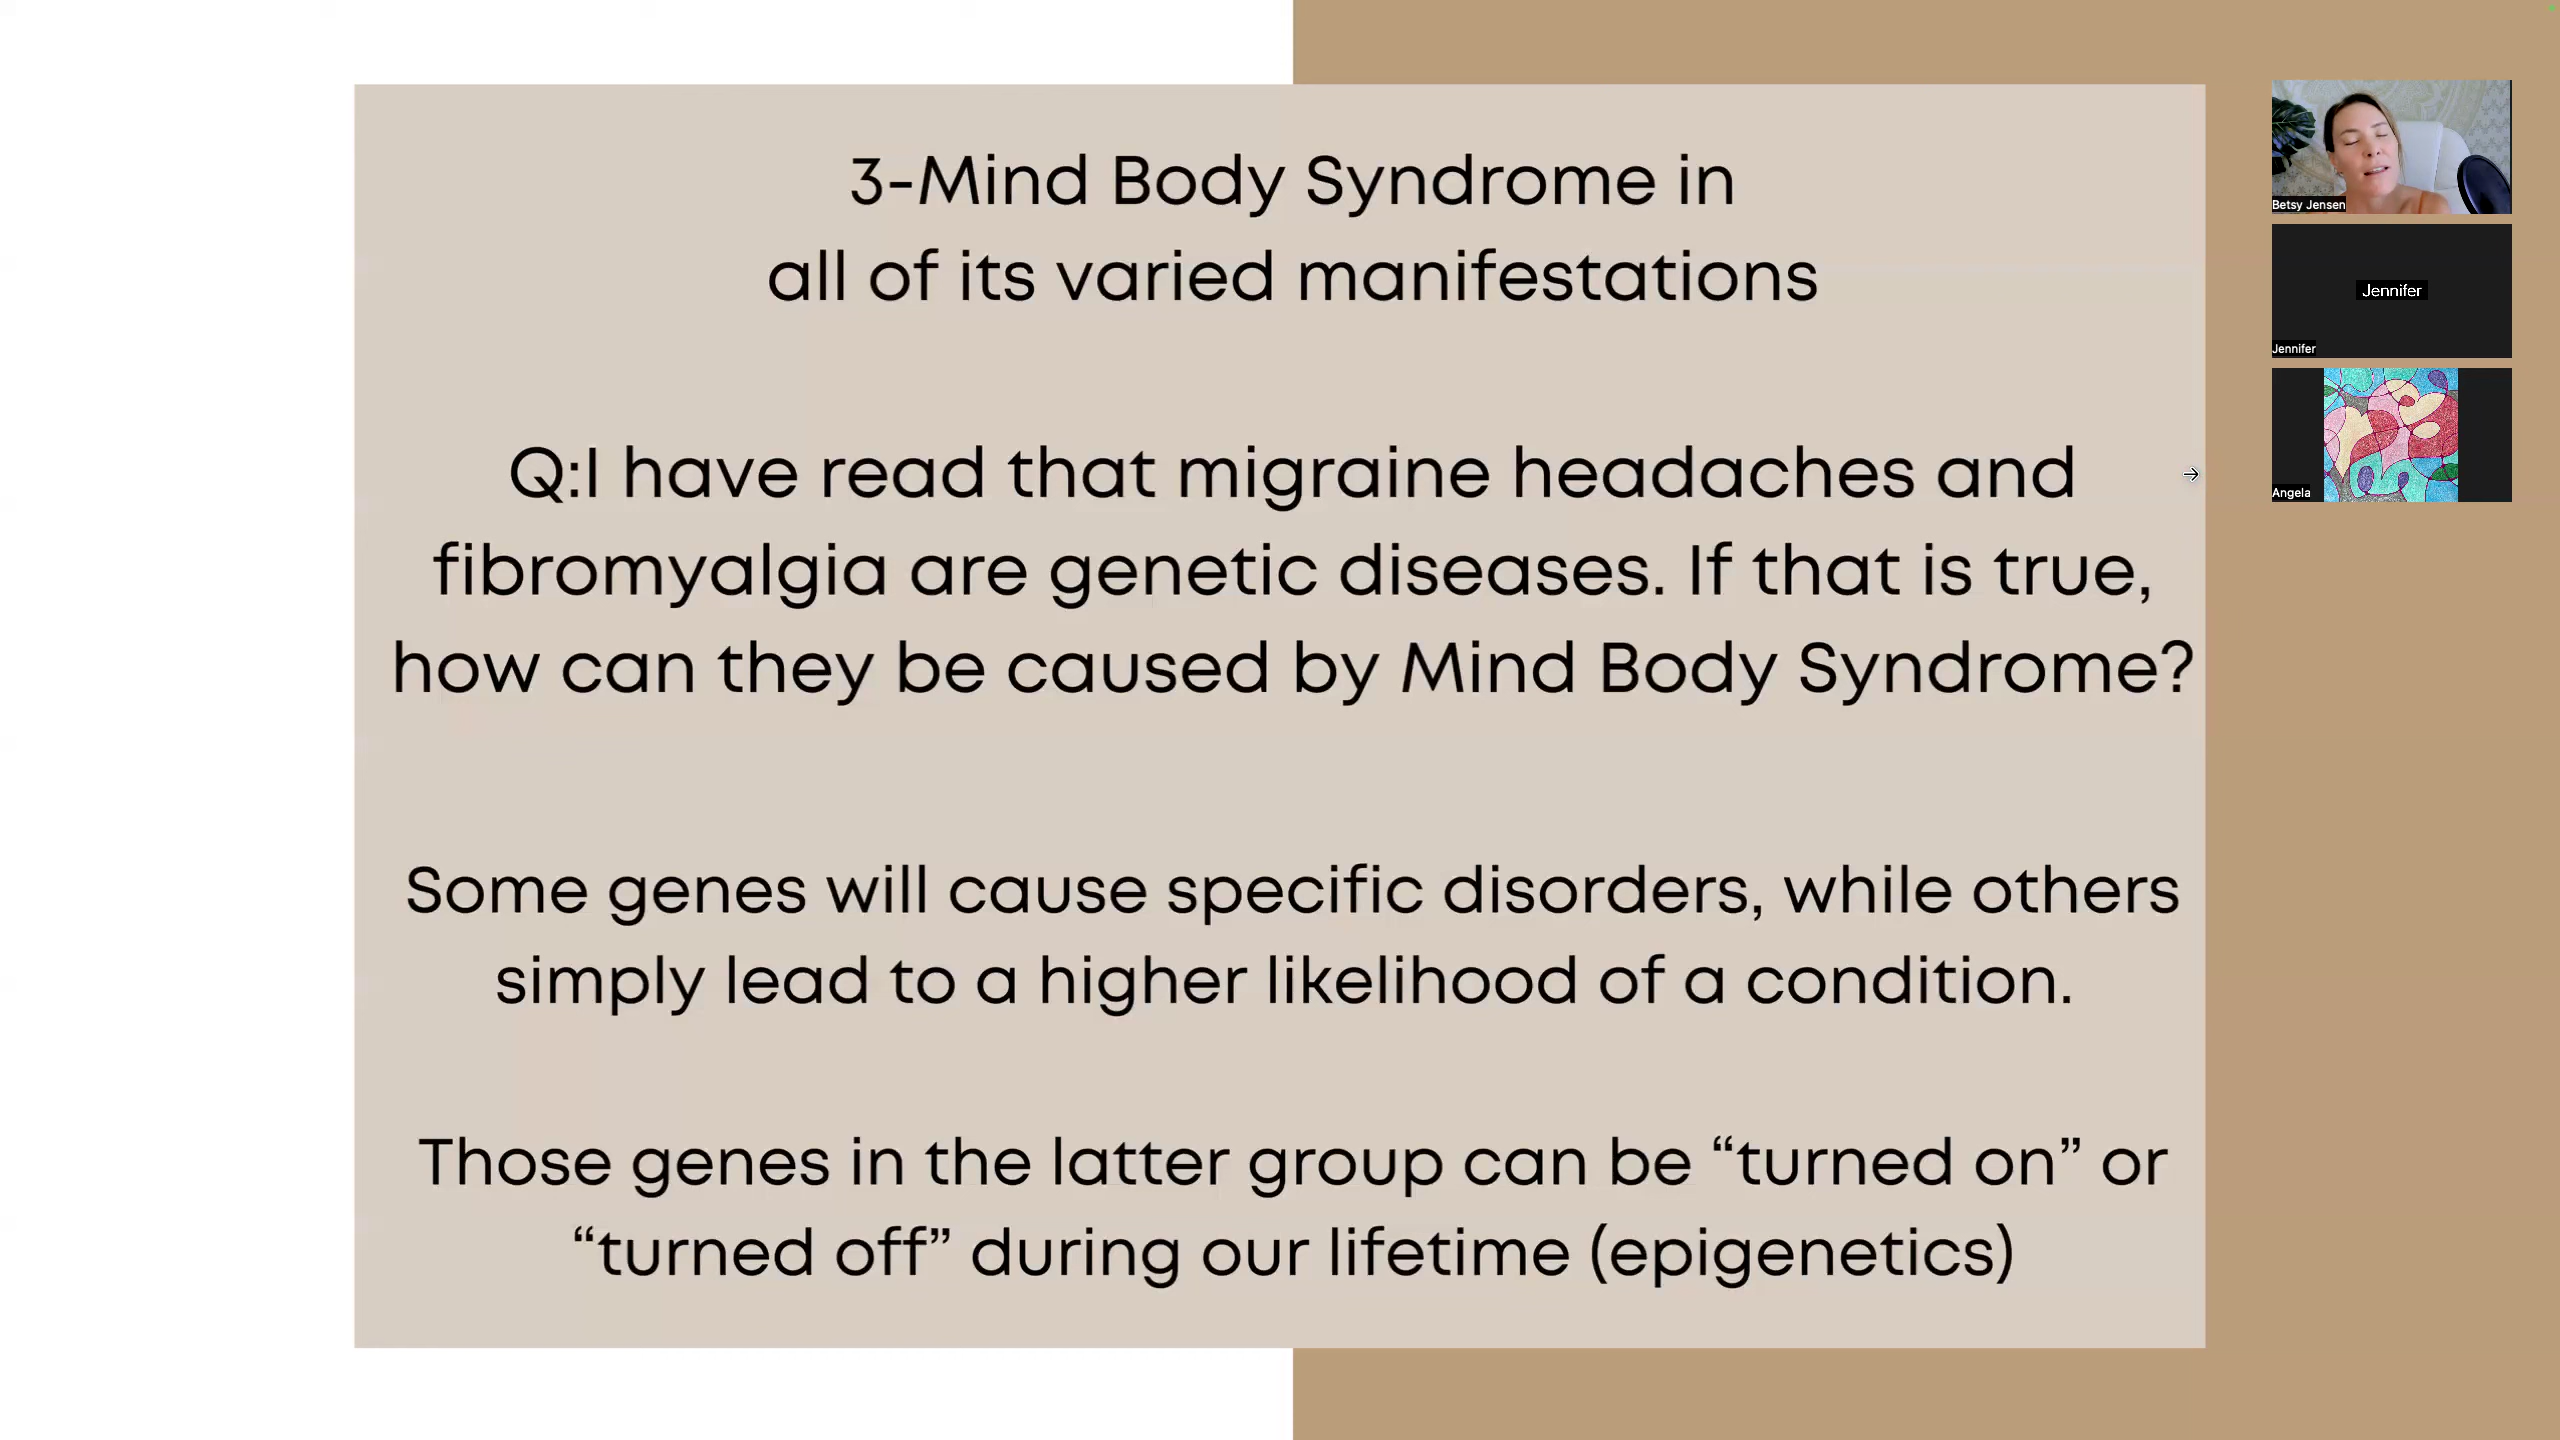 3-Mind Body Syndrome in
all of its varied manifestations
Q:I have read that migraine headaches and
fibromyalgia are genetic diseases. If that is true,
how can they be caused by Mind Body Syndrome?
Some genes will cause specific disorders, while others
simply lead to a higher likelihood of a condition.
Those genes in the latter group can be “turned on” or
“turned off” during our lifetime (epigenetics)
Betsy Jensen
Jennifer
Jennifer
Angela